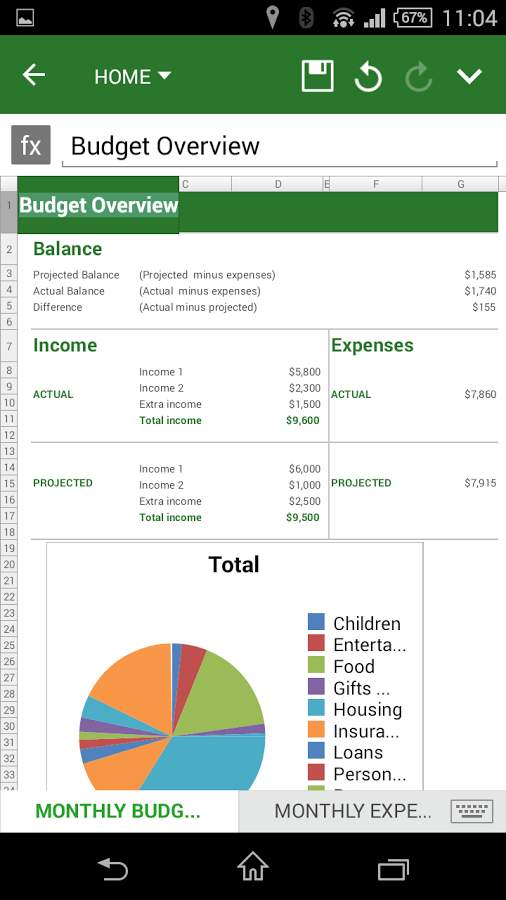 67% 11:04
HOME
fx Budget Overview
C D E F G
1 Budget Overview
2 Balance
3 Projected Balance (Projected minus expenses) $1,585
4 Actual Balance (Actual minus expenses) $1,740
5 Difference (Actual minus projected) $155
6
7 Income Expenses
8 Income 1 $5,800
9 Income 2 $2,300
ACTUAL ACTUAL $7,860
10 Extra income $1,500
11 Total income $9,600
12
13
14 Income 1 $6,000
15 PROJECTED Income 2 $1,000 PROJECTED $7,915
16 Extra income $2,500
17 Total income $9,500
18
19
20 Total
21
22
23
24 Children
25 Enterta...
26 Food
27 Gifts ...
28 Housing
29 Insura...
30 Loans
31 Person...
32
33
MONTHLY BUDG... MONTHLY EXPE...